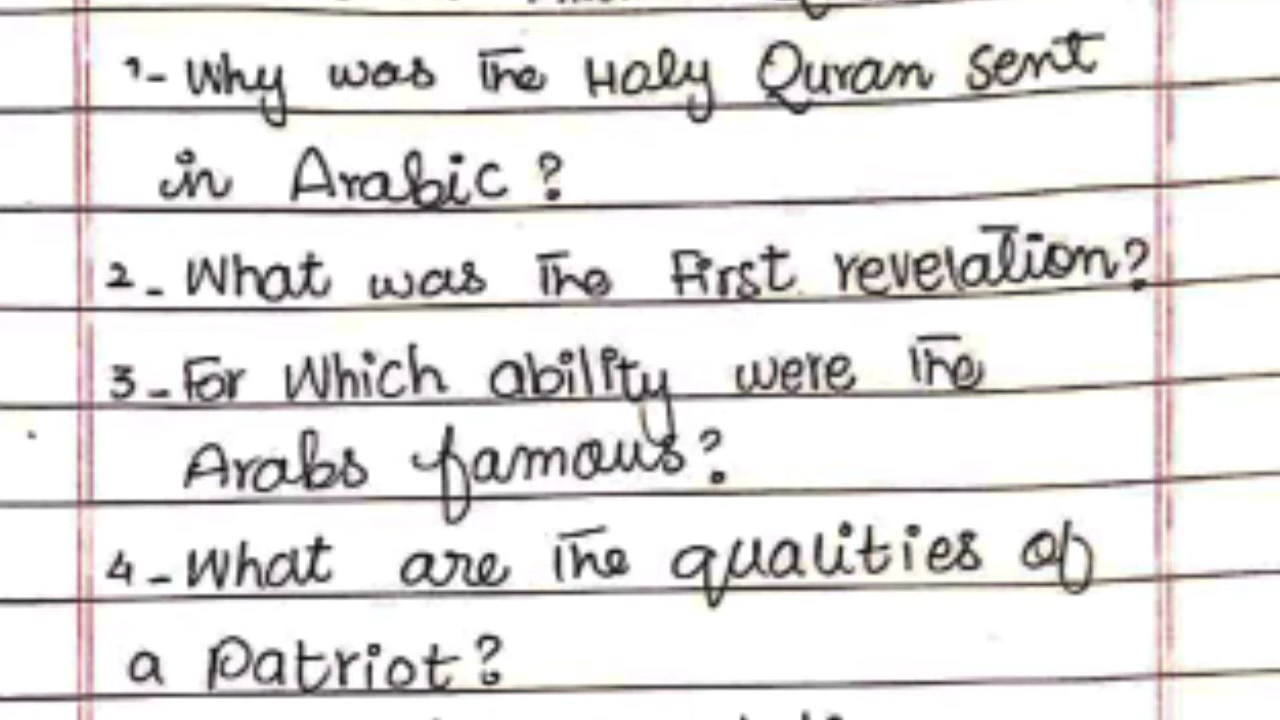 1- Why was the Holy Quran sent
in Arabic?
2- What was the First revelation?
3- For Which ability were the
Arabs famous?
4- What are the qualities of
a Patriot?